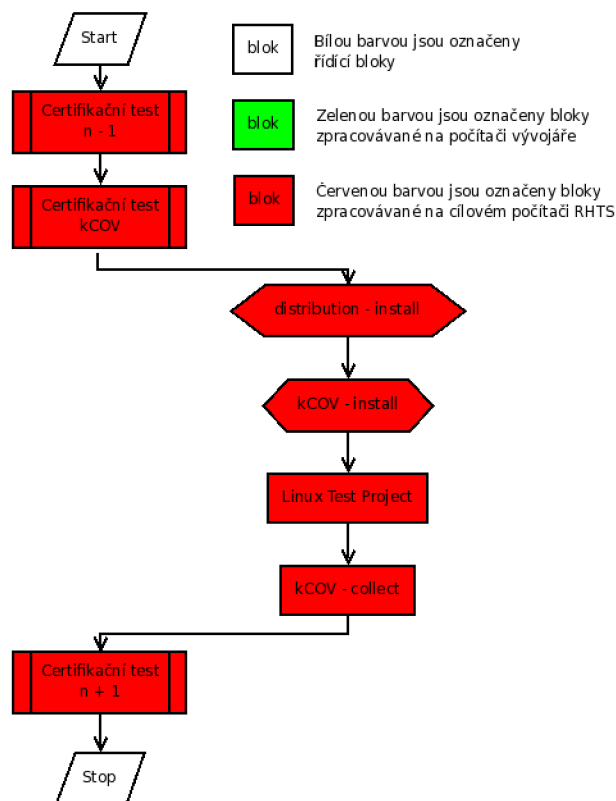 Start
blok
Bílou barvou jsou označeny
řídící bloky
Certifikační test
n - 1
blok
Zelenou barvou jsou označeny bloky
zpracovávané na počítači vývojáře
Certifikační test
kCOV
blok
Červenou barvou jsou označeny bloky
zpracovávané na cílovém počítači RHTS
distribution - install
kCOV - install
Linux Test Project
kCOV - collect
Certifikační test
n + 1
Stop